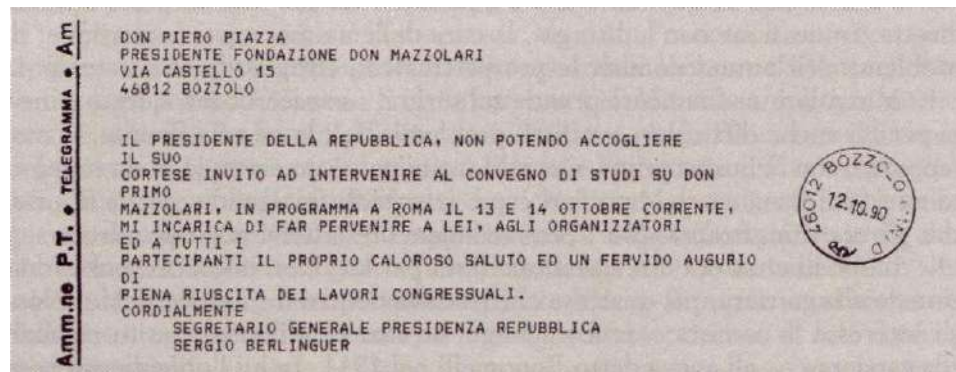 Amm.ne P.T. • TELEGRAMMA • Am
DON PIERO PIAZZA
PRESIDENTE FONDAZIONE DON MAZZOLARI
VIA CASTELLO 15
46012 BOZZOLO
IL PRESIDENTE DELLA REPUBBLICA, NON POTENDO ACCOGLIERE
IL SUO
CORTESE INVITO AD INTERVENIRE AL CONVEGNO DI STUDI SU DON
PRIMO
MAZZOLARI, IN PROGRAMMA A ROMA IL 13 E 14 OTTOBRE CORRENTE,
MI INCARICA DI FAR PERVENIRE A LEI, AGLI ORGANIZZATORI
ED A TUTTI I
PARTECIPANTI IL PROPRIO CALOROSO SALUTO ED UN FERVIDO AUGURIO
DI
PIENA RIUSCITA DEI LAVORI CONGRESSUALI.
CORDIALMENTE
SEGRETARIO GENERALE PRESIDENZA REPUBBLICA
SERGIO BERLINGUER
46012 BOZZOLO
12.10.90